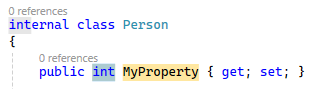 0 references
internal class Person
{
0 references
public int MyProperty { get; set; }